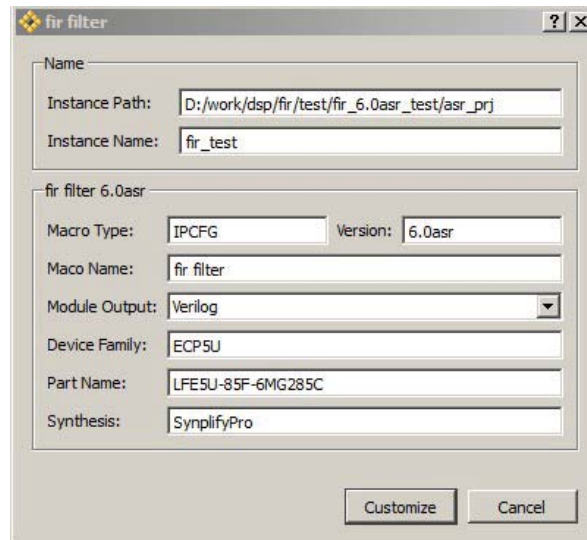 fir filter
Name
Instance Path: D:/work/dsp/fir/test/fir_6.0asr_test/asr_prj
Instance Name: fir_test
fir filter 6.0asr
Macro Type: IPCFG Version: 6.0asr
Maco Name: fir filter
Module Output: Verilog
Device Family: ECP5U
Part Name: LFE5U-85F-6MG285C
Synthesis: SynplifyPro
Customize Cancel